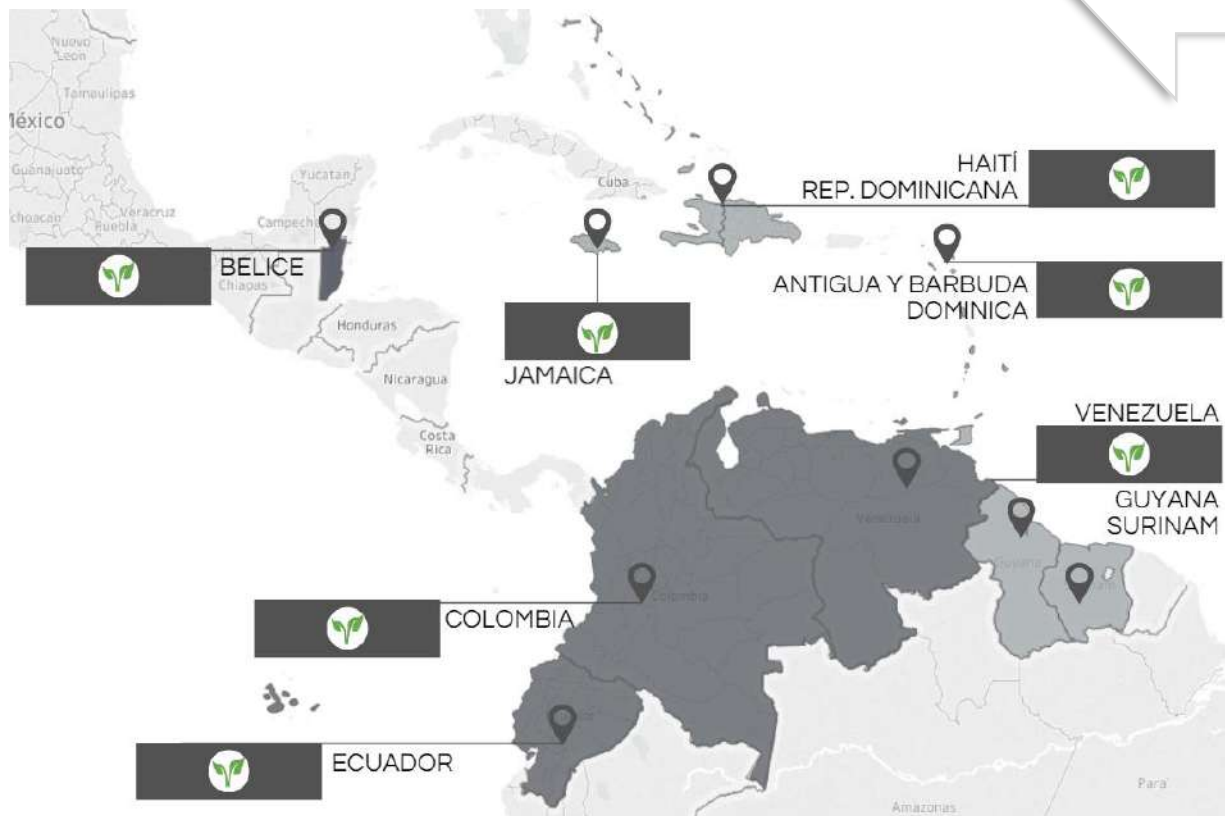 Nuevo
León
Tamaulipas
México
Guanajuato
Yucatán
Veracruz
Puebla
Campeche
Chiapas
Cuba
HAITÍ
REP. DOMINICANA
BELICE
Honduras
JAMAICA
ANTIGUA Y BARBUDA
DOMINICA
Nicaragua
Costa
Rica
VENEZUELA
Venezuela
GUYANA
SURINAM
Guyana
COLOMBIA
Colombia
ECUADOR
Pará
Amazonas